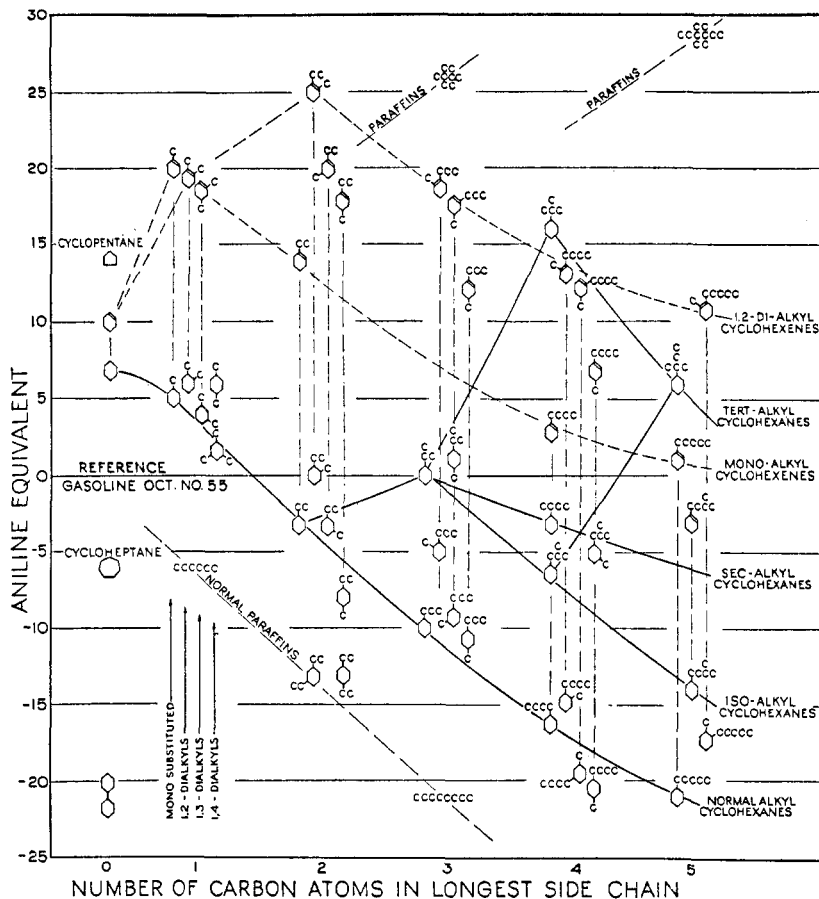 30
25
20
15
10
5
0
-5
-10
-15
-20
-25
ANILINE EQUIVALENT
0
1
2
3
4
5
NUMBER OF CARBON ATOMS IN LONGEST SIDE CHAIN
PARAFFINS
PARAFFINS
CYCLOPENTANE
1,2-DI-ALKYL
CYCLOHEXENES
TERT-ALKYL
CYCLOHEXANES
MONO-ALKYL
CYCLOHEXENES
REFERENCE
GASOLINE OCT. NO. 55
SEC-ALKYL
CYCLOHEXANES
CYCLOHEPTANE
CCCCCC
NORMAL PARAFFINS
ISO-ALKYL
CYCLOHEXANES
MONO SUBSTITUTED
1,2-DIALKYLS
1,3-DIALKYLS
1,4-DIALKYLS
CCCCCCCC
NORMAL ALKYL
CYCLOHEXANES